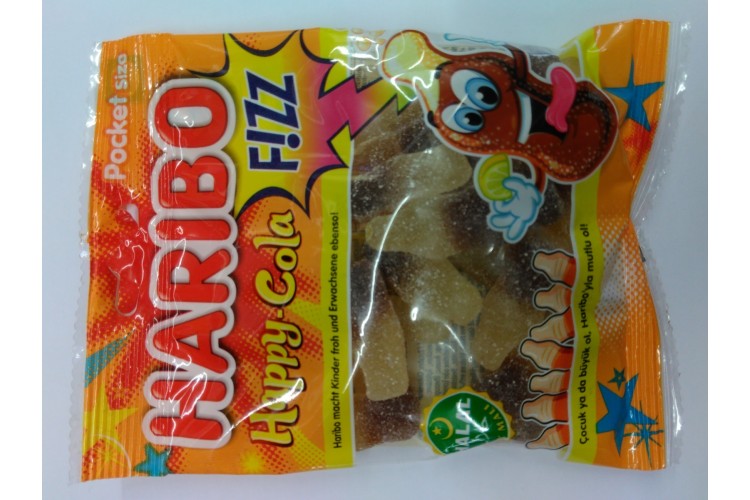 Pocket Size
HARIBO
Happy-Cola
F!ZZ
Haribo macht Kinder froh und Erwachsene ebenso!
Çocuk ya da büyük ol, Haribo'yla mutlu ol!